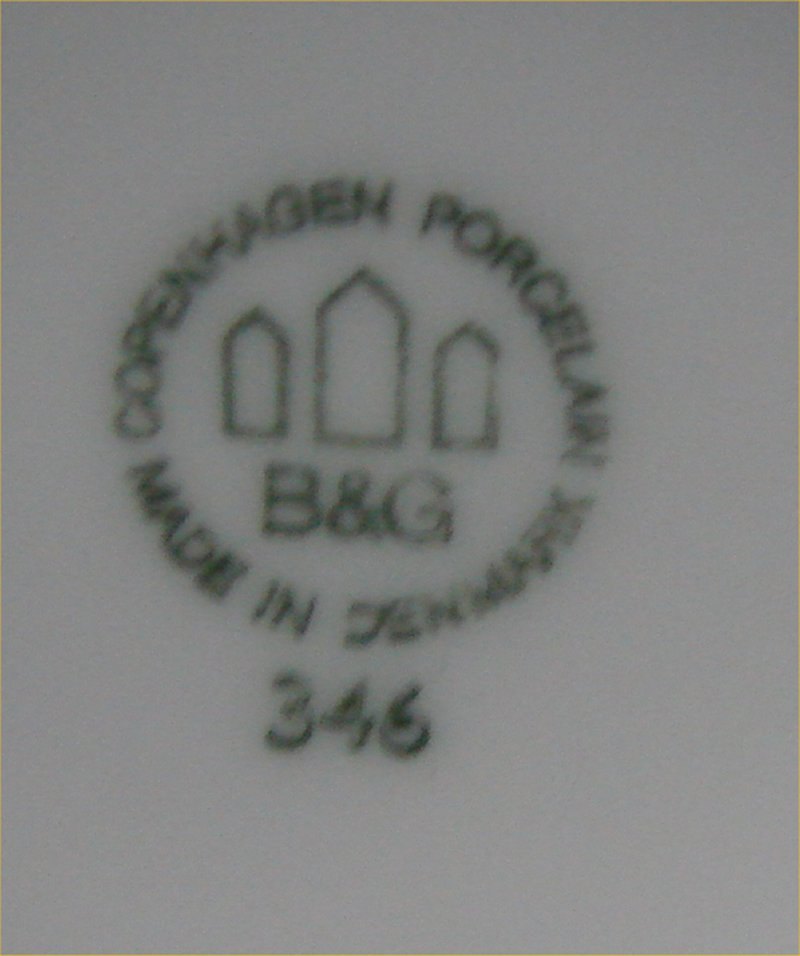 COPENHAGEN PORCELAIN
B&G
MADE IN DENMARK
346